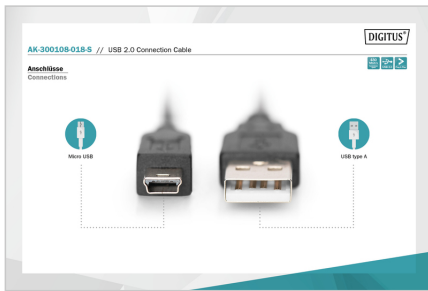 DIGITUS®
AK-300108-018-S // USB 2.0 Connection Cable
Anschlüsse
Connections
Micro USB
USB type A